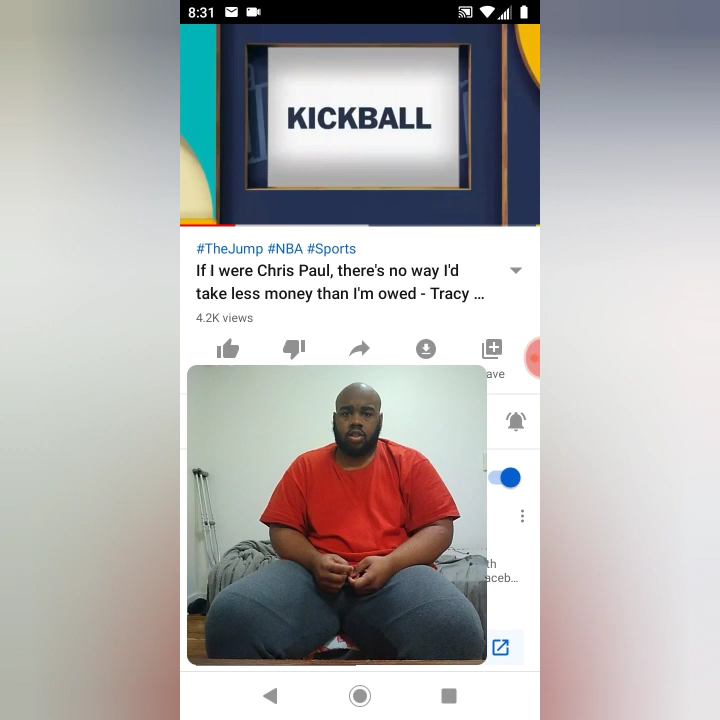 8:31
KICKBALL
#TheJump #NBA #Sports
If I were Chris Paul, there's no way I'd
take less money than I'm owed - Tracy ...
4.2K views
ave
th
aceb...